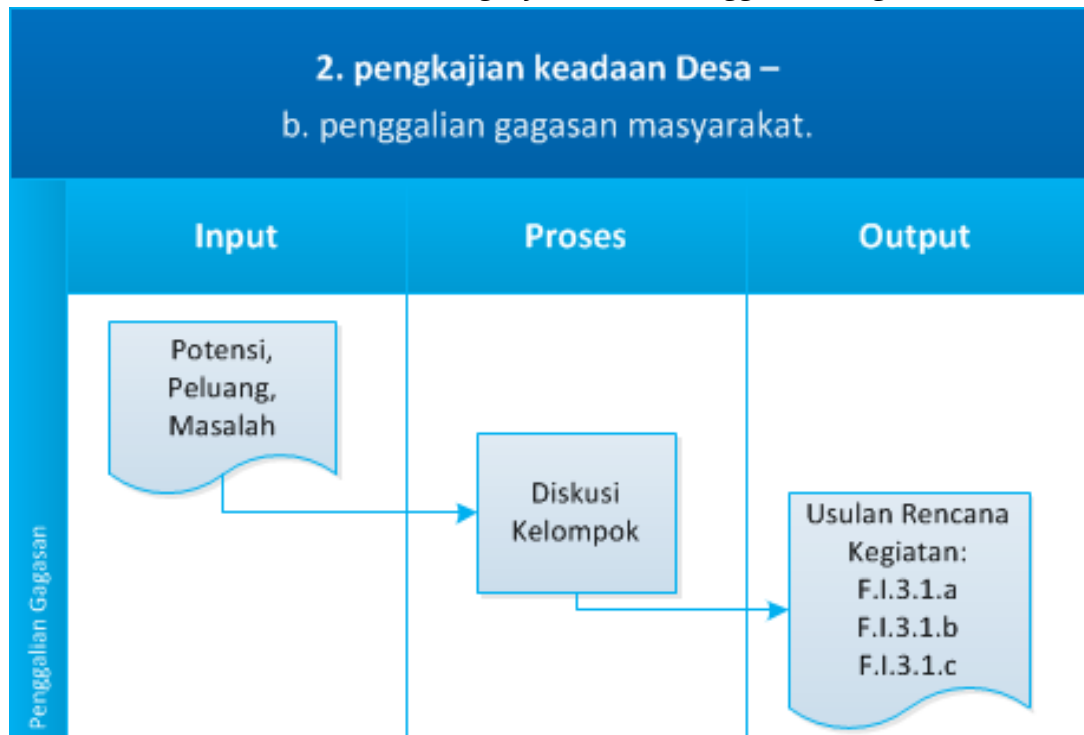 2. pengkajian keadaan Desa –
b. penggalian gagasan masyarakat.
Input
Proses
Output
Penggalian Gagasan
Potensi,
Peluang,
Masalah
Diskusi
Kelompok
Usulan Rencana
Kegiatan:
F.I.3.1.a
F.I.3.1.b
F.I.3.1.c